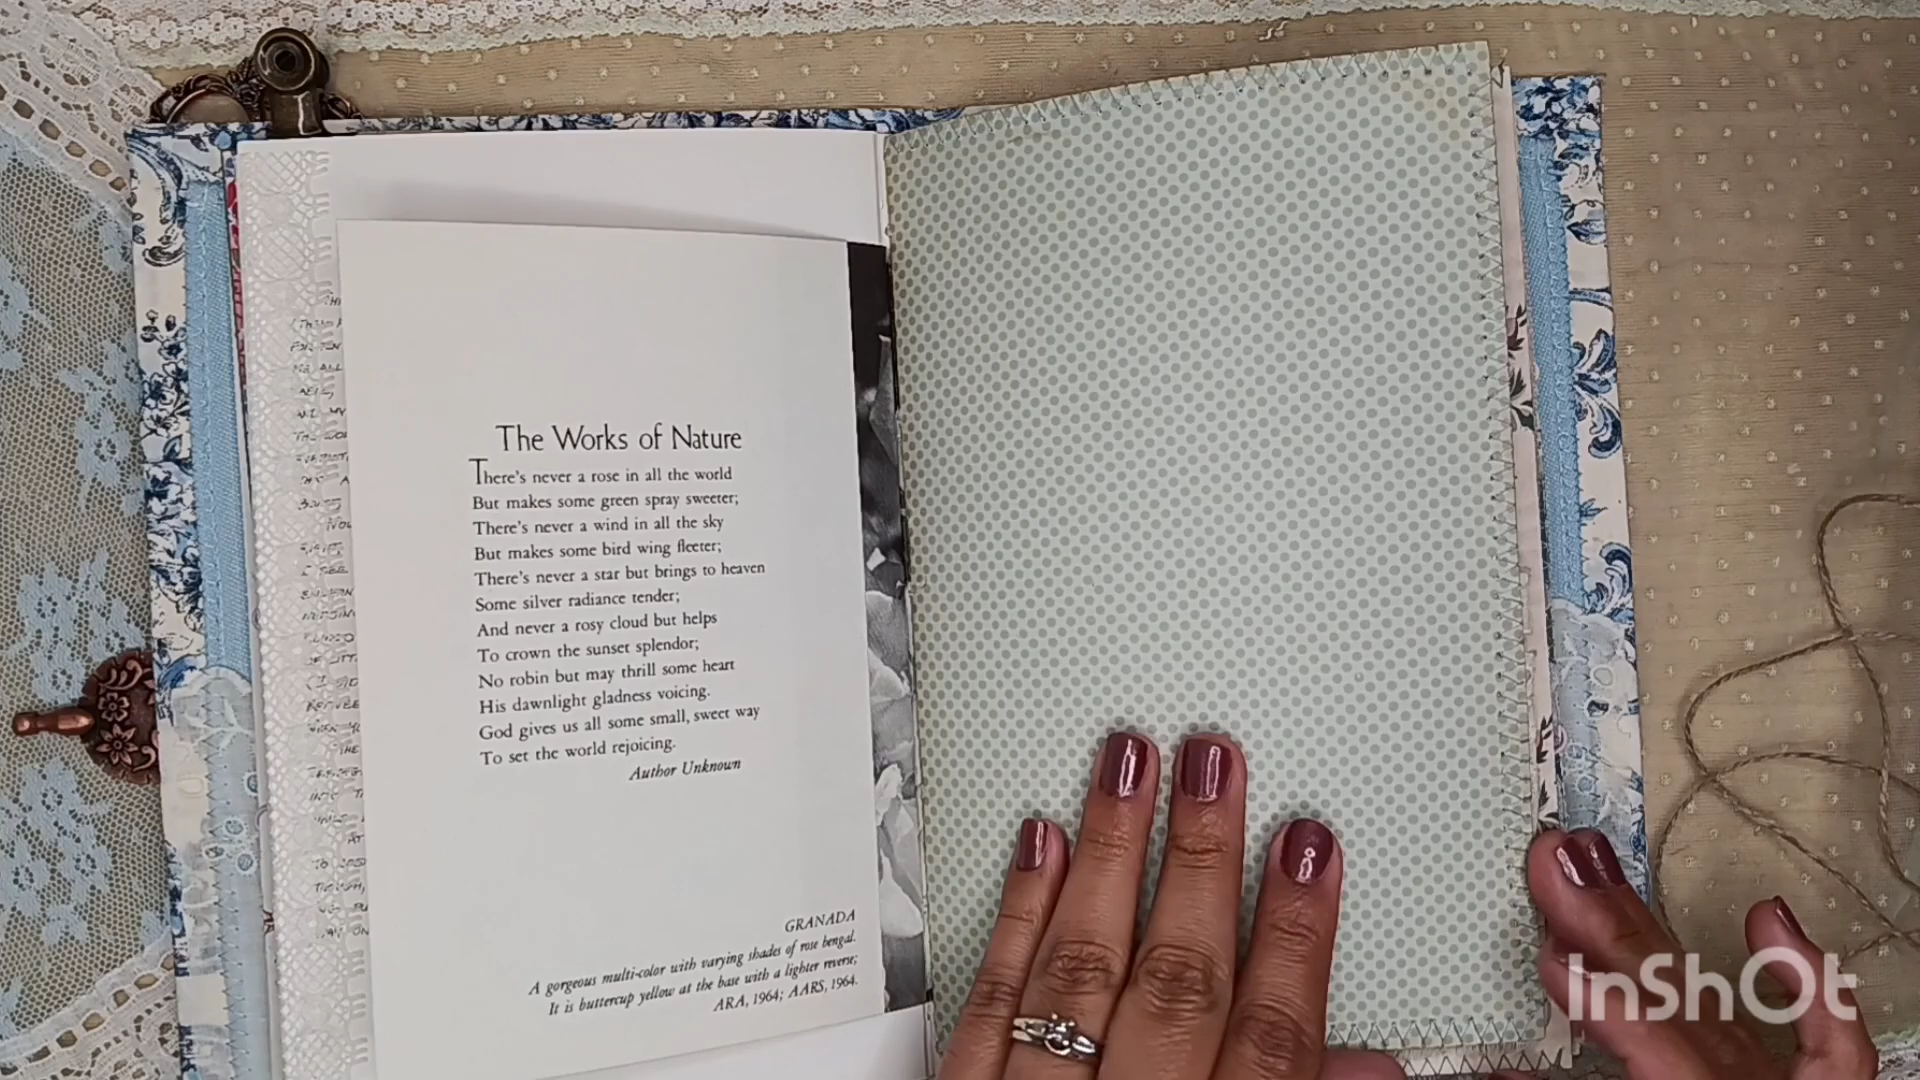 The Works of Nature
There's never a rose in all the world
But makes some green spray sweeter;
There's never a wind in all the sky
But makes some bird wing fleeter;
There's never a star but brings to heaven
Some silver radiance tender;
And never a rosy cloud but helps
To crown the sunset splendor;
No robin but may thrill some heart
His dawnlight gladness voicing.
God gives us all some small, sweet way
To set the world rejoicing.
Author Unknown
GRANADA
A gorgeous multi-color with varying shades of rose bengal.
It is buttercup yellow at the base with a lighter reverse;
ARA, 1964; AARS, 1964.
InShOt